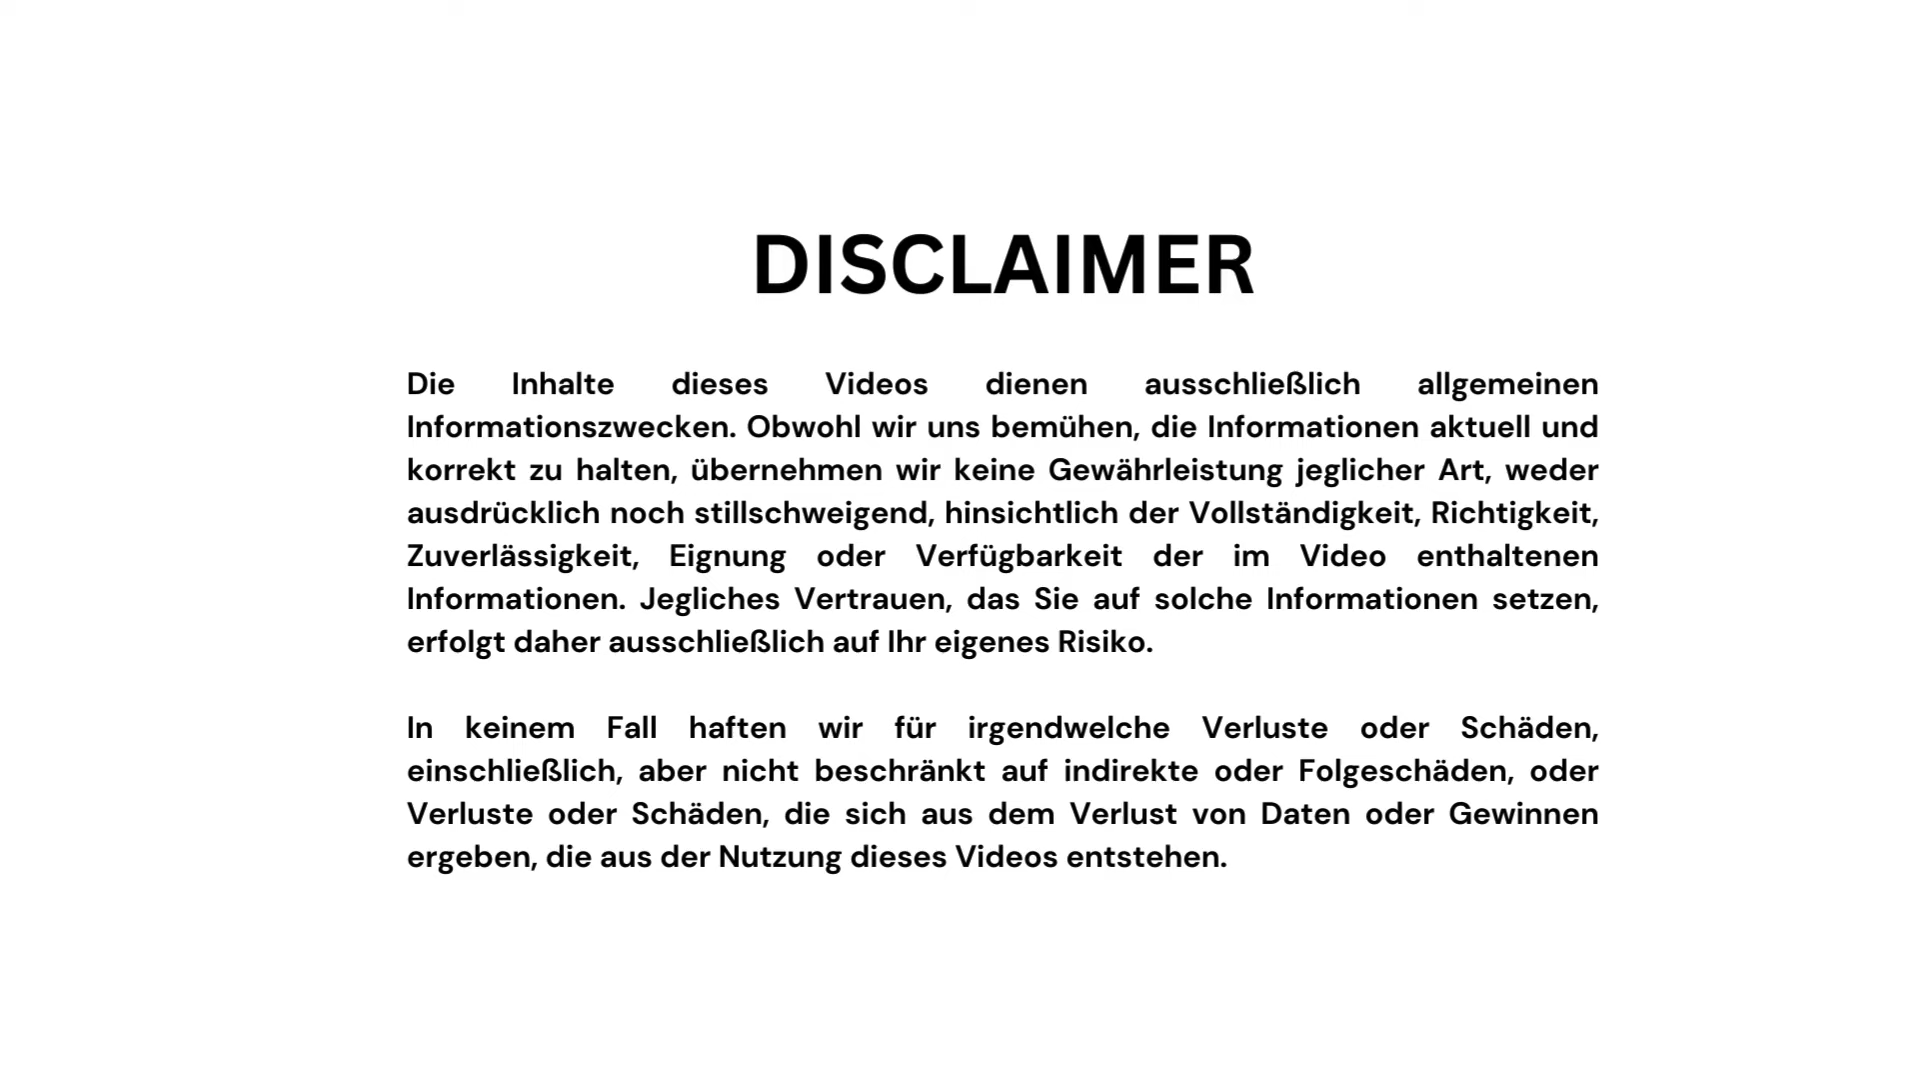 DISCLAIMER
Die Inhalte dieses Videos dienen ausschließlich allgemeinen
Informationszwecken. Obwohl wir uns bemühen, die Informationen aktuell und
korrekt zu halten, übernehmen wir keine Gewährleistung jeglicher Art, weder
ausdrücklich noch stillschweigend, hinsichtlich der Vollständigkeit, Richtigkeit,
Zuverlässigkeit, Eignung oder Verfügbarkeit der im Video enthaltenen
Informationen. Jegliches Vertrauen, das Sie auf solche Informationen setzen,
erfolgt daher ausschließlich auf Ihr eigenes Risiko.
In keinem Fall haften wir für irgendwelche Verluste oder Schäden,
einschließlich, aber nicht beschränkt auf indirekte oder Folgeschäden, oder
Verluste oder Schäden, die sich aus dem Verlust von Daten oder Gewinnen
ergeben, die aus der Nutzung dieses Videos entstehen.